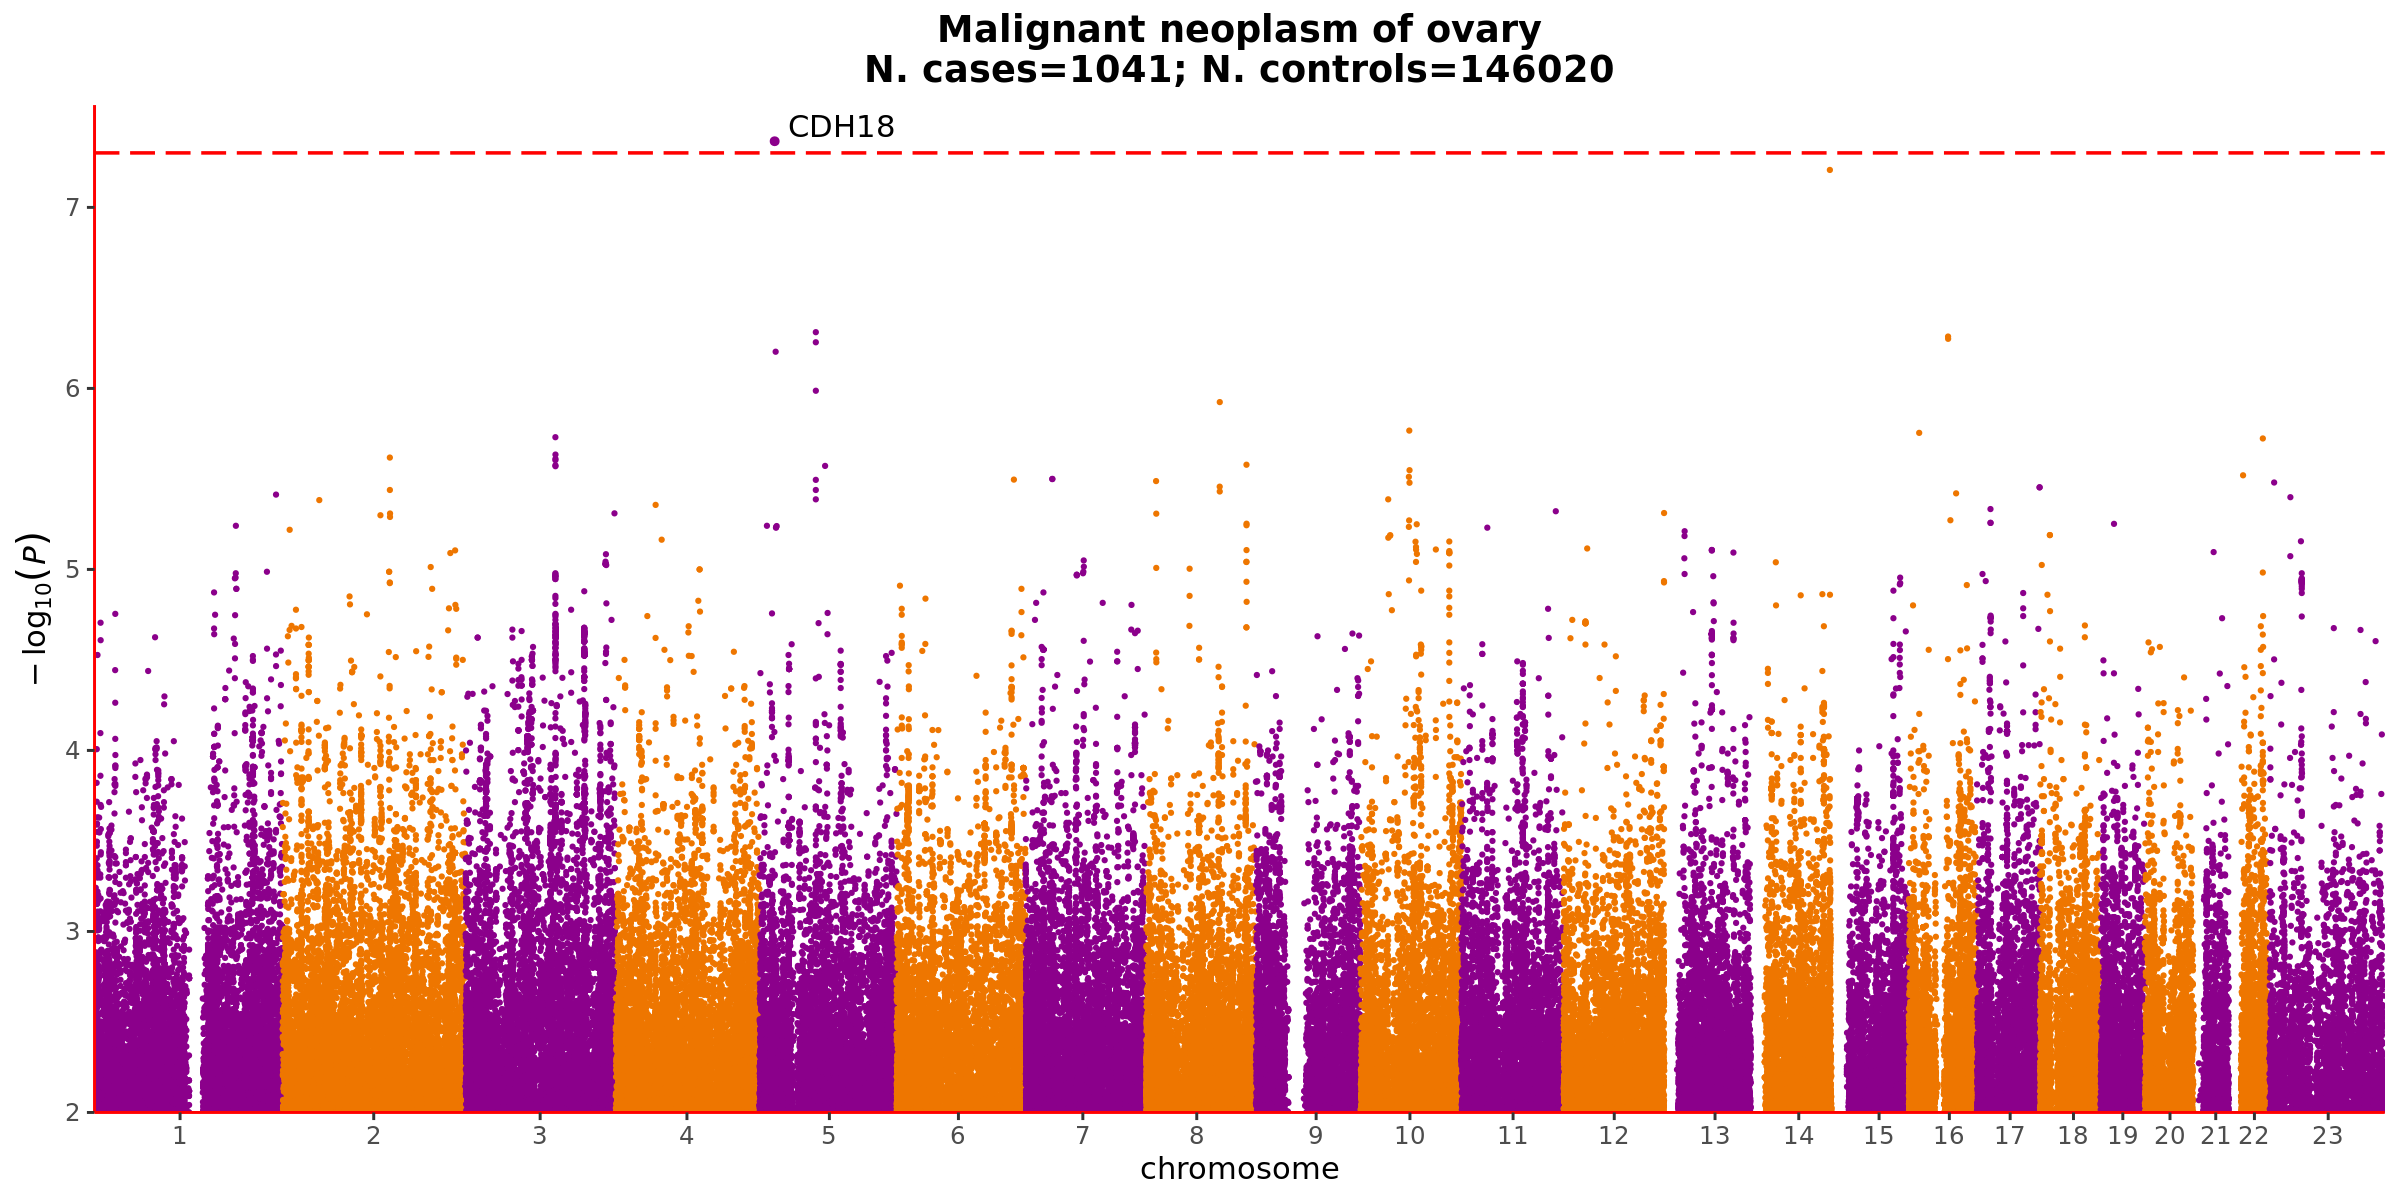 Malignant neoplasm of ovary
N. cases=1041; N. controls=146020
CDH18
7
6
5
4
3
2
− log10(P)
1 2 3 4 5 6 7 8 9 10 11 12 13 14 15 16 17 18 19 20 21 22 23
chromosome